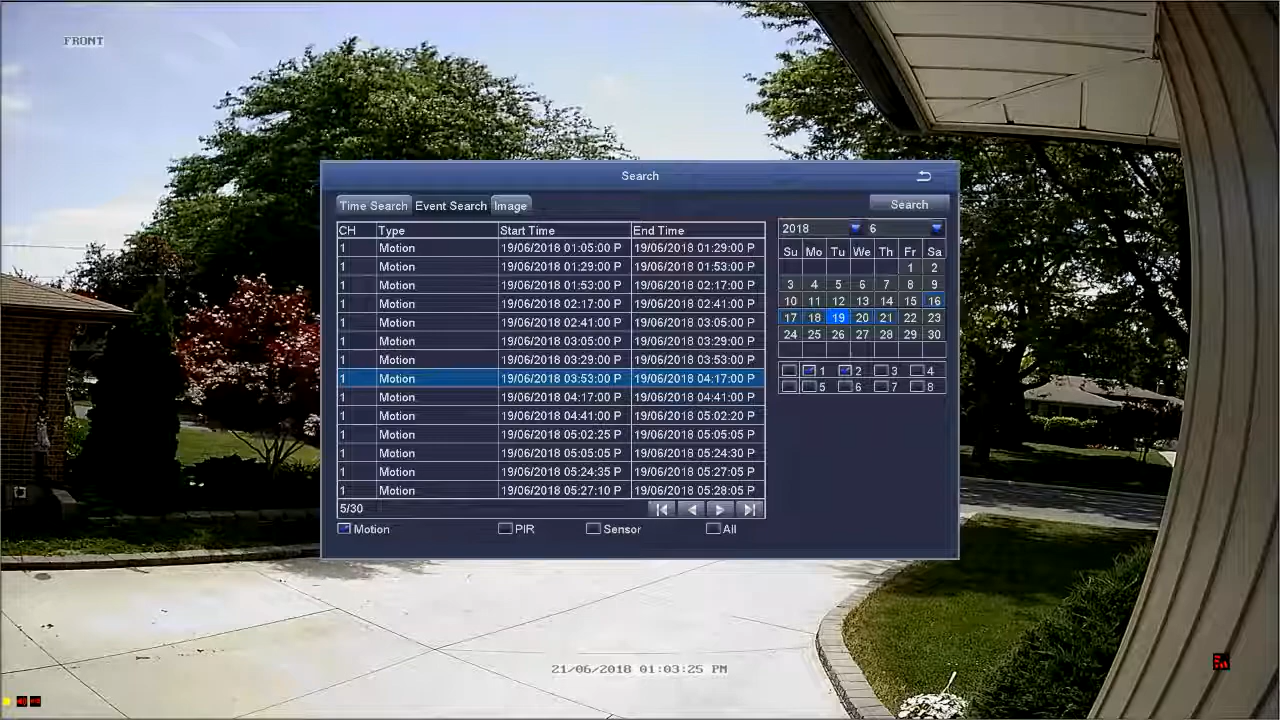 FRONT
Search
Time Search Event Search Image Search
CH Type Start Time End Time
1 Motion 19/06/2018 01:05:00 P 19/06/2018 01:29:00 P
1 Motion 19/06/2018 01:29:00 P 19/06/2018 01:53:00 P
1 Motion 19/06/2018 01:53:00 P 19/06/2018 02:17:00 P
1 Motion 19/06/2018 02:17:00 P 19/06/2018 02:41:00 P
1 Motion 19/06/2018 02:41:00 P 19/06/2018 03:05:00 P
1 Motion 19/06/2018 03:05:00 P 19/06/2018 03:29:00 P
1 Motion 19/06/2018 03:29:00 P 19/06/2018 03:53:00 P
1 Motion 19/06/2018 03:53:00 P 19/06/2018 04:17:00 P
1 Motion 19/06/2018 04:17:00 P 19/06/2018 04:41:00 P
1 Motion 19/06/2018 04:41:00 P 19/06/2018 05:02:20 P
1 Motion 19/06/2018 05:02:25 P 19/06/2018 05:05:05 P
1 Motion 19/06/2018 05:05:05 P 19/06/2018 05:24:30 P
1 Motion 19/06/2018 05:24:35 P 19/06/2018 05:27:05 P
1 Motion 19/06/2018 05:27:10 P 19/06/2018 05:28:05 P
5/30
Motion PIR Sensor All
2018 6
Su Mo Tu We Th Fr Sa
1 2
3 4 5 6 7 8 9
10 11 12 13 14 15 16
17 18 19 20 21 22 23
24 25 26 27 28 29 30
1 2 3 4
5 6 7 8
21/06/2018 01:03:25 PM